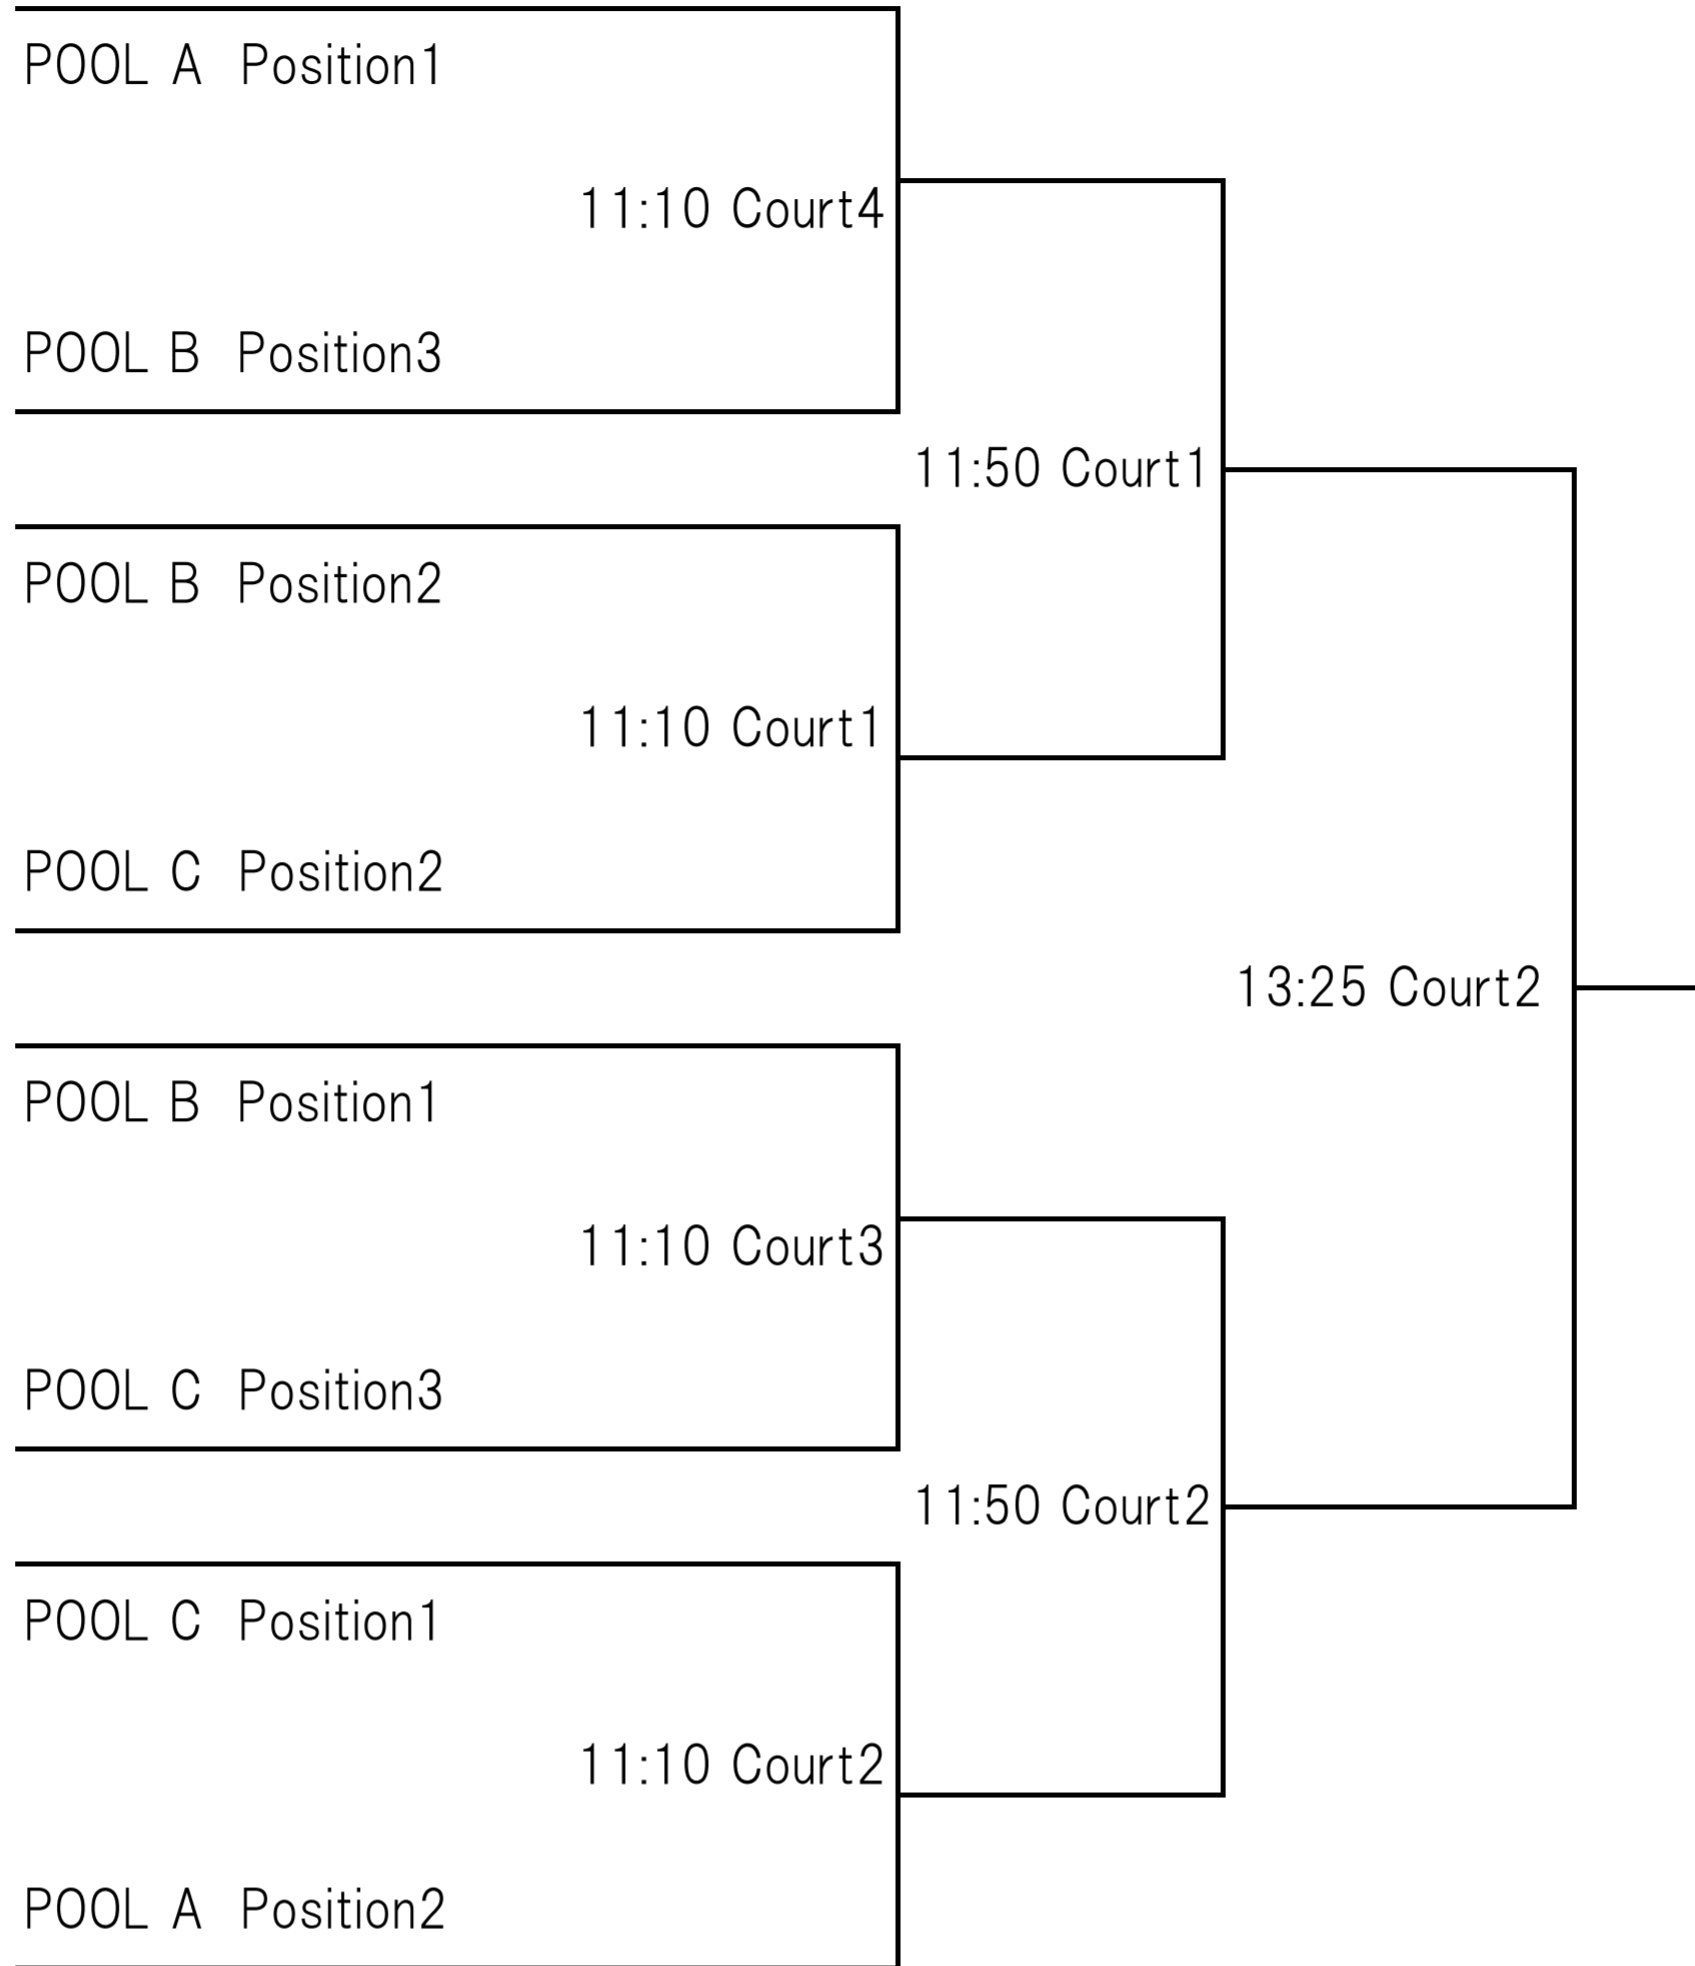 POOL A Position1
11:10 Court4
POOL B Position3
11:50 Court1
POOL B Position2
11:10 Court1
POOL C Position2
13:25 Court2
POOL B Position1
11:10 Court3
POOL C Position3
11:50 Court2
POOL C Position1
11:10 Court2
POOL A Position2